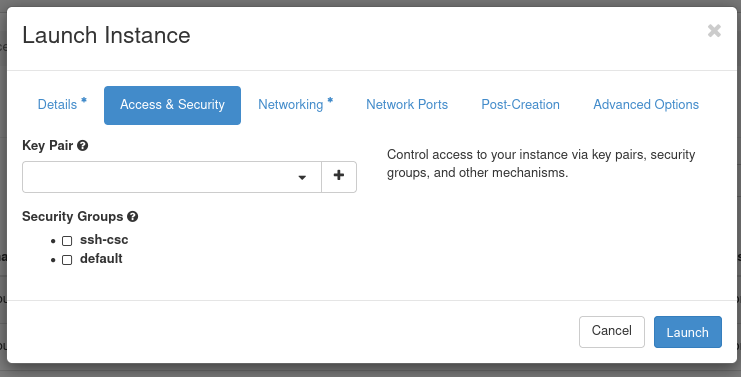 Launch Instance
Details *
Access & Security
Networking *
Network Ports
Post-Creation
Advanced Options
Key Pair
Control access to your instance via key pairs, security
groups, and other mechanisms.
Security Groups
ssh-csc
default
Cancel
Launch